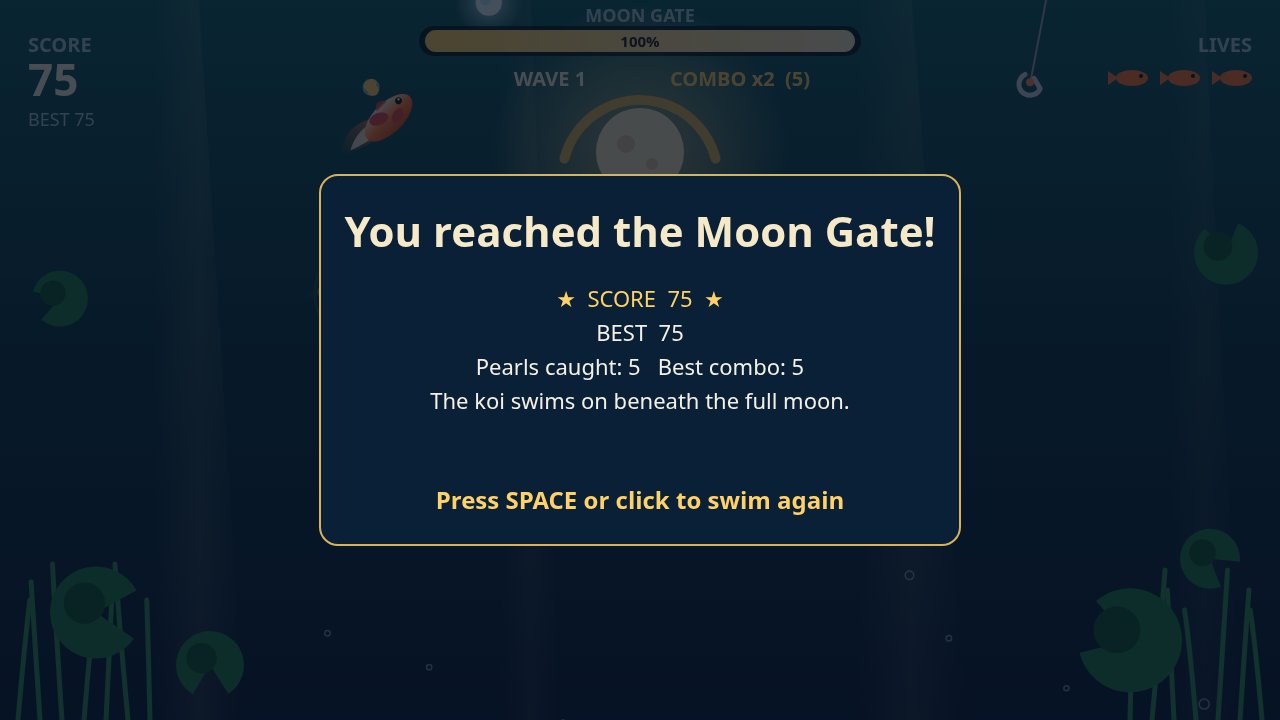 MOON GATE
SCORE
100%
LIVES
75
WAVE 1
COMBO x2 (5)
BEST 75
You reached the Moon Gate!
★ SCORE 75 ★
BEST 75
Pearls caught: 5 Best combo: 5
The koi swims on beneath the full moon.
Press SPACE or click to swim again